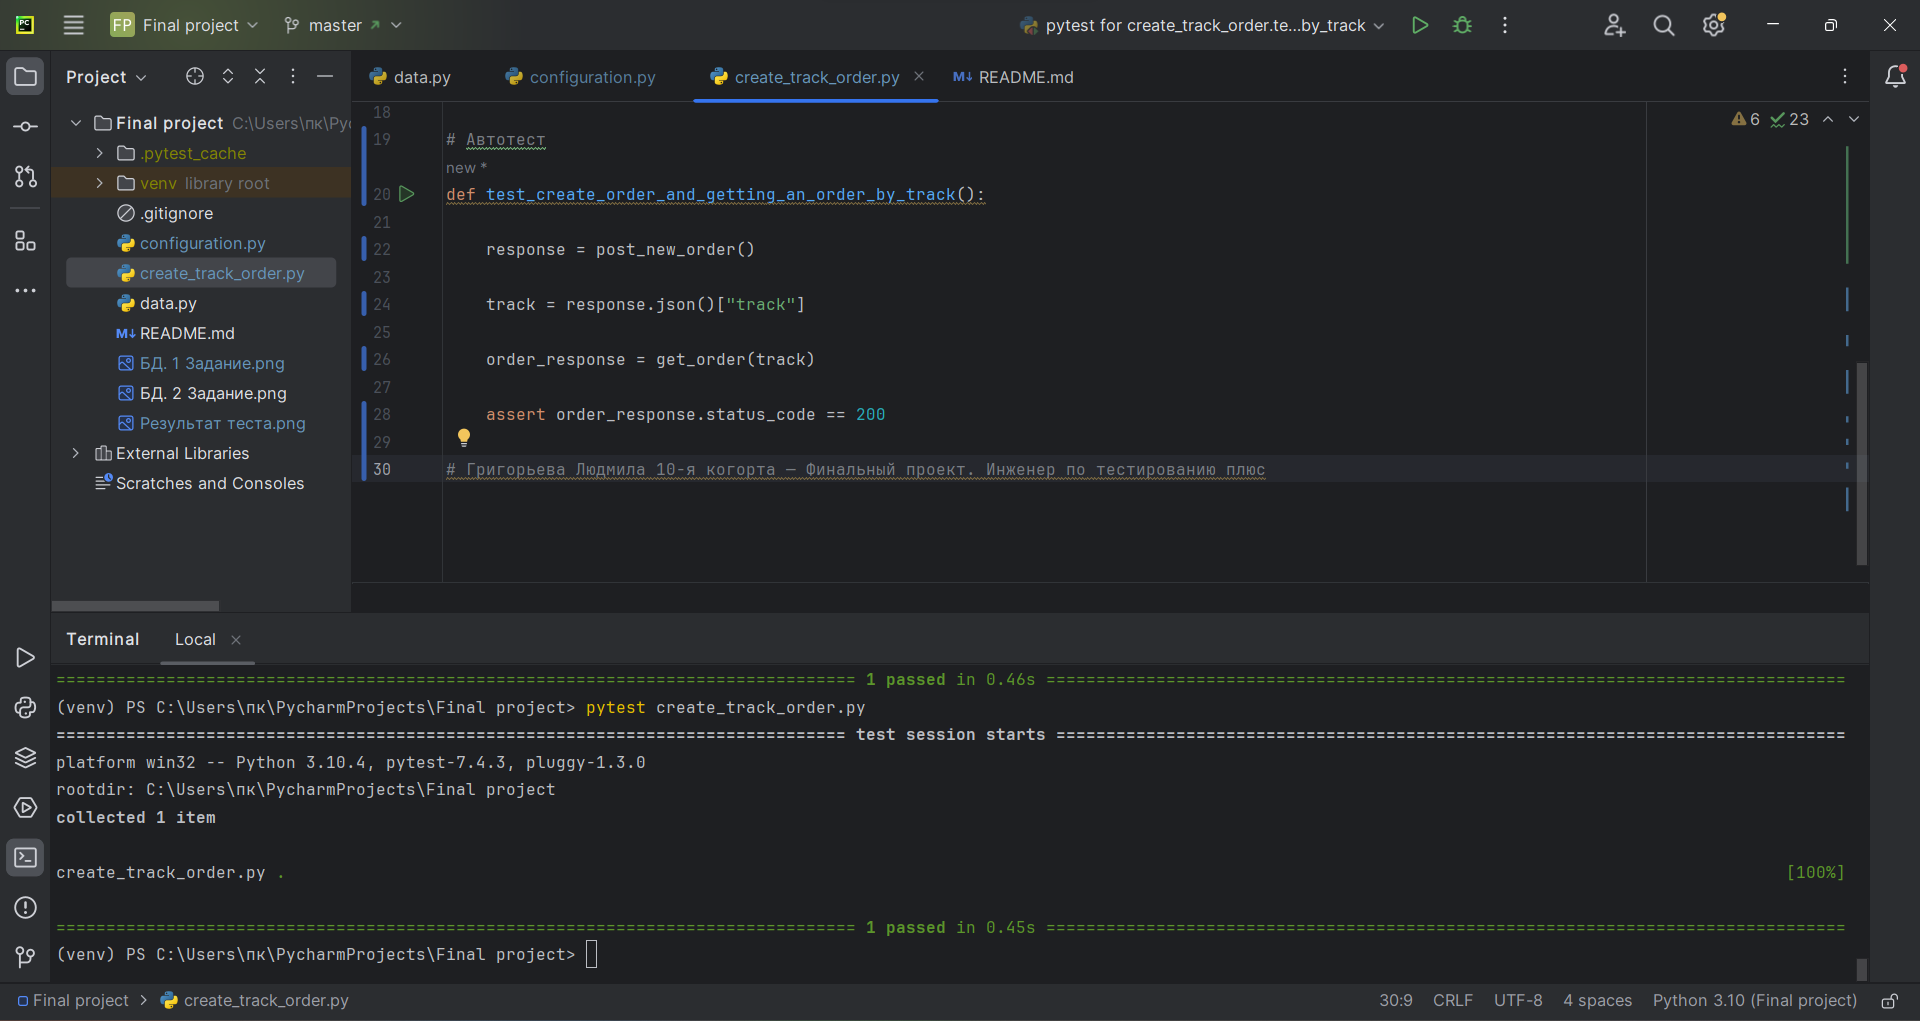 FP Final project
master
pytest for create_track_order.te...by_track
Project
data.py
configuration.py
create_track_order.py
M↓ README.md
Final project C:\Users\пк\Pyc
.pytest_cache
venv library root
.gitignore
configuration.py
create_track_order.py
data.py
M↓ README.md
БД. 1 Задание.png
БД. 2 Задание.png
Результат теста.png
External Libraries
Scratches and Consoles
6 23
18
19 # Автотест
new *
20 def test_create_order_and_getting_an_order_by_track():
21
22 response = post_new_order()
23
24 track = response.json()["track"]
25
26 order_response = get_order(track)
27
28 assert order_response.status_code == 200
29
30 # Григорьева Людмила 10-я когорта — Финальный проект. Инженер по тестированию плюс
Terminal Local
=============================================================================== 1 passed in 0.46s ================================================================================
(venv) PS C:\Users\пк\PycharmProjects\Final project> pytest create_track_order.py
=============================================================================== test session starts ===============================================================================
platform win32 -- Python 3.10.4, pytest-7.4.3, pluggy-1.3.0
rootdir: C:\Users\пк\PycharmProjects\Final project
collected 1 item
create_track_order.py . [100%]
================================================================================ 1 passed in 0.45s ================================================================================
(venv) PS C:\Users\пк\PycharmProjects\Final project>
Final project > create_track_order.py
30:9 CRLF UTF-8 4 spaces Python 3.10 (Final project)